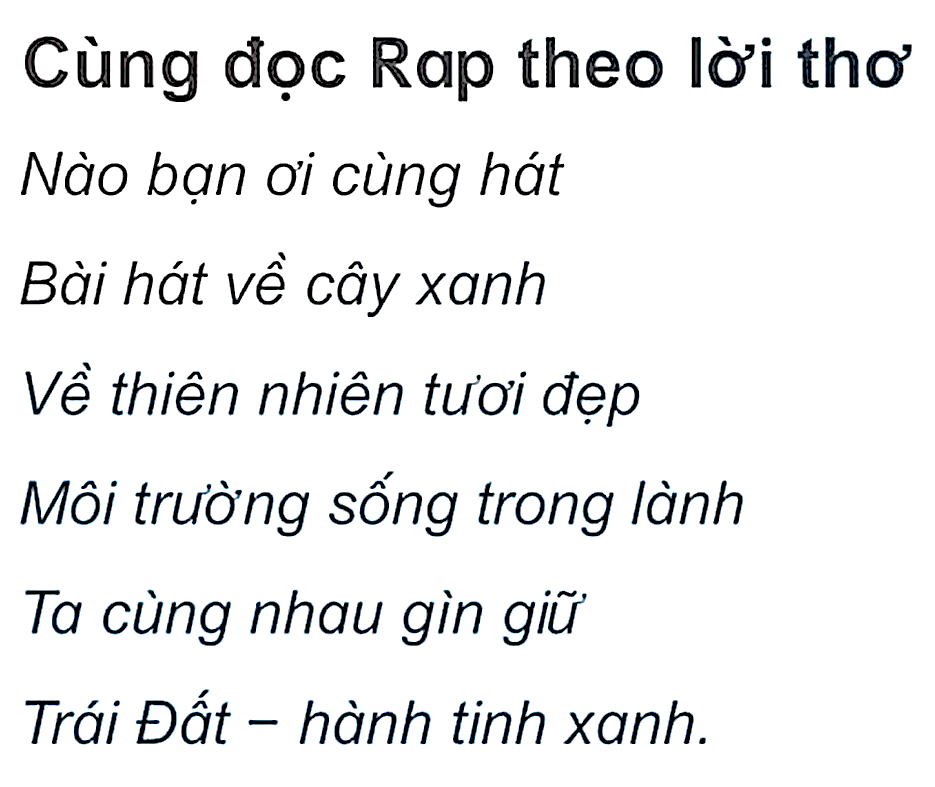 Cùng đọc Rap theo lời thơ
Nào bạn ơi cùng hát
Bài hát về cây xanh
Về thiên nhiên tươi đẹp
Môi trường sống trong lành
Ta cùng nhau gìn giữ
Trái Đất – hành tinh xanh.